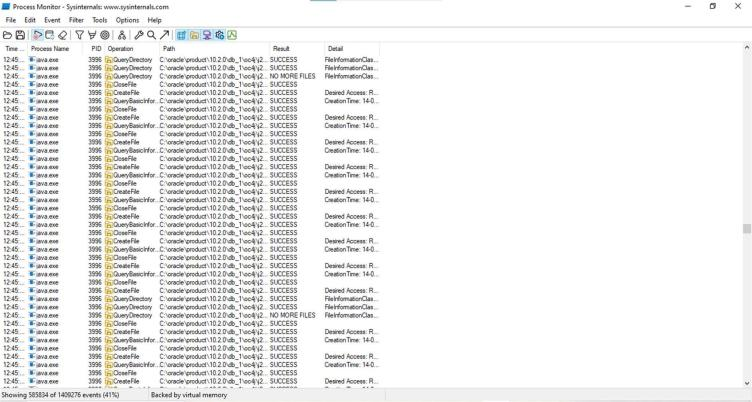 Process Monitor - Sysinternals: www.sysinternals.com
File Edit Event Filter Tools Options Help
Time ... Process Name PID Operation Path Result Detail
12:45:... java.exe 3996 QueryDirectory C:\oracle\product\10.2.0\db_1\oc4j\j2... SUCCESS FileInformationClas...
12:45:... java.exe 3996 QueryDirectory C:\oracle\product\10.2.0\db_1\oc4j\j2... SUCCESS FileInformationClas...
12:45:... java.exe 3996 QueryDirectory C:\oracle\product\10.2.0\db_1\oc4j\j2... NO MORE FILES FileInformationClas...
12:45:... java.exe 3996 CloseFile C:\oracle\product\10.2.0\db_1\oc4j\j2... SUCCESS
12:45:... java.exe 3996 CreateFile C:\oracle\product\10.2.0\db_1\oc4j\j2... SUCCESS Desired Access: R...
12:45:... java.exe 3996 QueryBasicInfor... C:\oracle\product\10.2.0\db_1\oc4j\j2... SUCCESS CreationTime: 14-0...
12:45:... java.exe 3996 CloseFile C:\oracle\product\10.2.0\db_1\oc4j\j2... SUCCESS
12:45:... java.exe 3996 CreateFile C:\oracle\product\10.2.0\db_1\oc4j\j2... SUCCESS Desired Access: R...
12:45:... java.exe 3996 QueryBasicInfor... C:\oracle\product\10.2.0\db_1\oc4j\j2... SUCCESS CreationTime: 14-0...
12:45:... java.exe 3996 CloseFile C:\oracle\product\10.2.0\db_1\oc4j\j2... SUCCESS
12:45:... java.exe 3996 CreateFile C:\oracle\product\10.2.0\db_1\oc4j\j2... SUCCESS Desired Access: R...
12:45:... java.exe 3996 QueryBasicInfor... C:\oracle\product\10.2.0\db_1\oc4j\j2... SUCCESS CreationTime: 14-0...
12:45:... java.exe 3996 CloseFile C:\oracle\product\10.2.0\db_1\oc4j\j2... SUCCESS
12:45:... java.exe 3996 CreateFile C:\oracle\product\10.2.0\db_1\oc4j\j2... SUCCESS Desired Access: R...
12:45:... java.exe 3996 QueryBasicInfor... C:\oracle\product\10.2.0\db_1\oc4j\j2... SUCCESS CreationTime: 14-0...
12:45:... java.exe 3996 CloseFile C:\oracle\product\10.2.0\db_1\oc4j\j2... SUCCESS
12:45:... java.exe 3996 CreateFile C:\oracle\product\10.2.0\db_1\oc4j\j2... SUCCESS Desired Access: R...
12:45:... java.exe 3996 QueryBasicInfor... C:\oracle\product\10.2.0\db_1\oc4j\j2... SUCCESS CreationTime: 14-0...
12:45:... java.exe 3996 CloseFile C:\oracle\product\10.2.0\db_1\oc4j\j2... SUCCESS
12:45:... java.exe 3996 CreateFile C:\oracle\product\10.2.0\db_1\oc4j\j2... SUCCESS Desired Access: R...
12:45:... java.exe 3996 QueryBasicInfor... C:\oracle\product\10.2.0\db_1\oc4j\j2... SUCCESS CreationTime: 14-0...
12:45:... java.exe 3996 CloseFile C:\oracle\product\10.2.0\db_1\oc4j\j2... SUCCESS
12:45:... java.exe 3996 CreateFile C:\oracle\product\10.2.0\db_1\oc4j\j2... SUCCESS Desired Access: R...
12:45:... java.exe 3996 QueryBasicInfor... C:\oracle\product\10.2.0\db_1\oc4j\j2... SUCCESS CreationTime: 14-0...
12:45:... java.exe 3996 CloseFile C:\oracle\product\10.2.0\db_1\oc4j\j2... SUCCESS
12:45:... java.exe 3996 CreateFile C:\oracle\product\10.2.0\db_1\oc4j\j2... SUCCESS Desired Access: R...
12:45:... java.exe 3996 QueryBasicInfor... C:\oracle\product\10.2.0\db_1\oc4j\j2... SUCCESS CreationTime: 14-0...
12:45:... java.exe 3996 CloseFile C:\oracle\product\10.2.0\db_1\oc4j\j2... SUCCESS
12:45:... java.exe 3996 CreateFile C:\oracle\product\10.2.0\db_1\oc4j\j2... SUCCESS Desired Access: R...
12:45:... java.exe 3996 QueryDirectory C:\oracle\product\10.2.0\db_1\oc4j\j2... SUCCESS FileInformationClas...
12:45:... java.exe 3996 QueryDirectory C:\oracle\product\10.2.0\db_1\oc4j\j2... SUCCESS FileInformationClas...
12:45:... java.exe 3996 QueryDirectory C:\oracle\product\10.2.0\db_1\oc4j\j2... NO MORE FILES FileInformationClas...
12:45:... java.exe 3996 CloseFile C:\oracle\product\10.2.0\db_1\oc4j\j2... SUCCESS
12:45:... java.exe 3996 CreateFile C:\oracle\product\10.2.0\db_1\oc4j\j2... SUCCESS Desired Access: R...
12:45:... java.exe 3996 QueryBasicInfor... C:\oracle\product\10.2.0\db_1\oc4j\j2... SUCCESS CreationTime: 14-0...
12:45:... java.exe 3996 CloseFile C:\oracle\product\10.2.0\db_1\oc4j\j2... SUCCESS
12:45:... java.exe 3996 CreateFile C:\oracle\product\10.2.0\db_1\oc4j\j2... SUCCESS Desired Access: R...
12:45:... java.exe 3996 QueryBasicInfor... C:\oracle\product\10.2.0\db_1\oc4j\j2... SUCCESS CreationTime: 14-0...
12:45:... java.exe 3996 CloseFile C:\oracle\product\10.2.0\db_1\oc4j\j2... SUCCESS
12:45:... java.exe 3996 CreateFile C:\oracle\product\10.2.0\db_1\oc4j\j2... SUCCESS Desired Access: R...
Showing 585834 of 1409276 events (41%) Backed by virtual memory